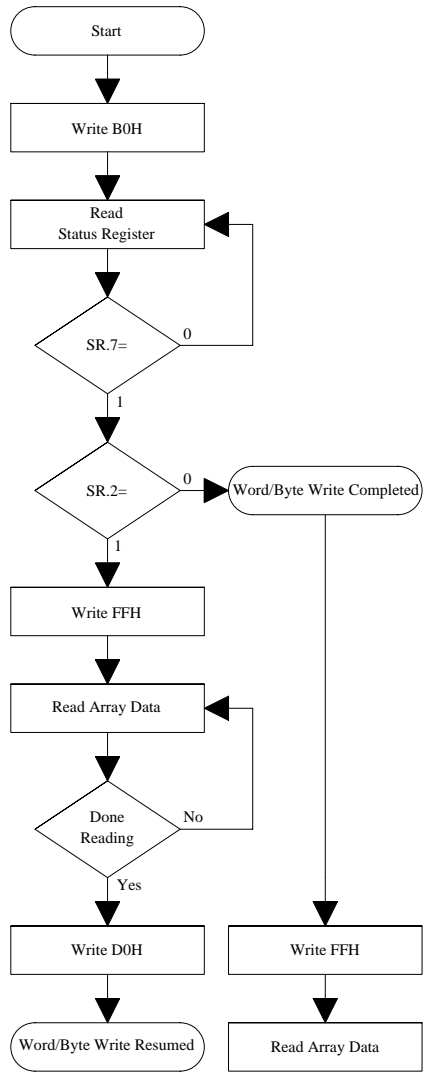 Start
Write B0H
Read
Status Register
SR.7=
0
1
SR.2=
0
Word/Byte Write Completed
1
Write FFH
Read Array Data
Done
Reading
No
Yes
Write D0H
Write FFH
Word/Byte Write Resumed
Read Array Data